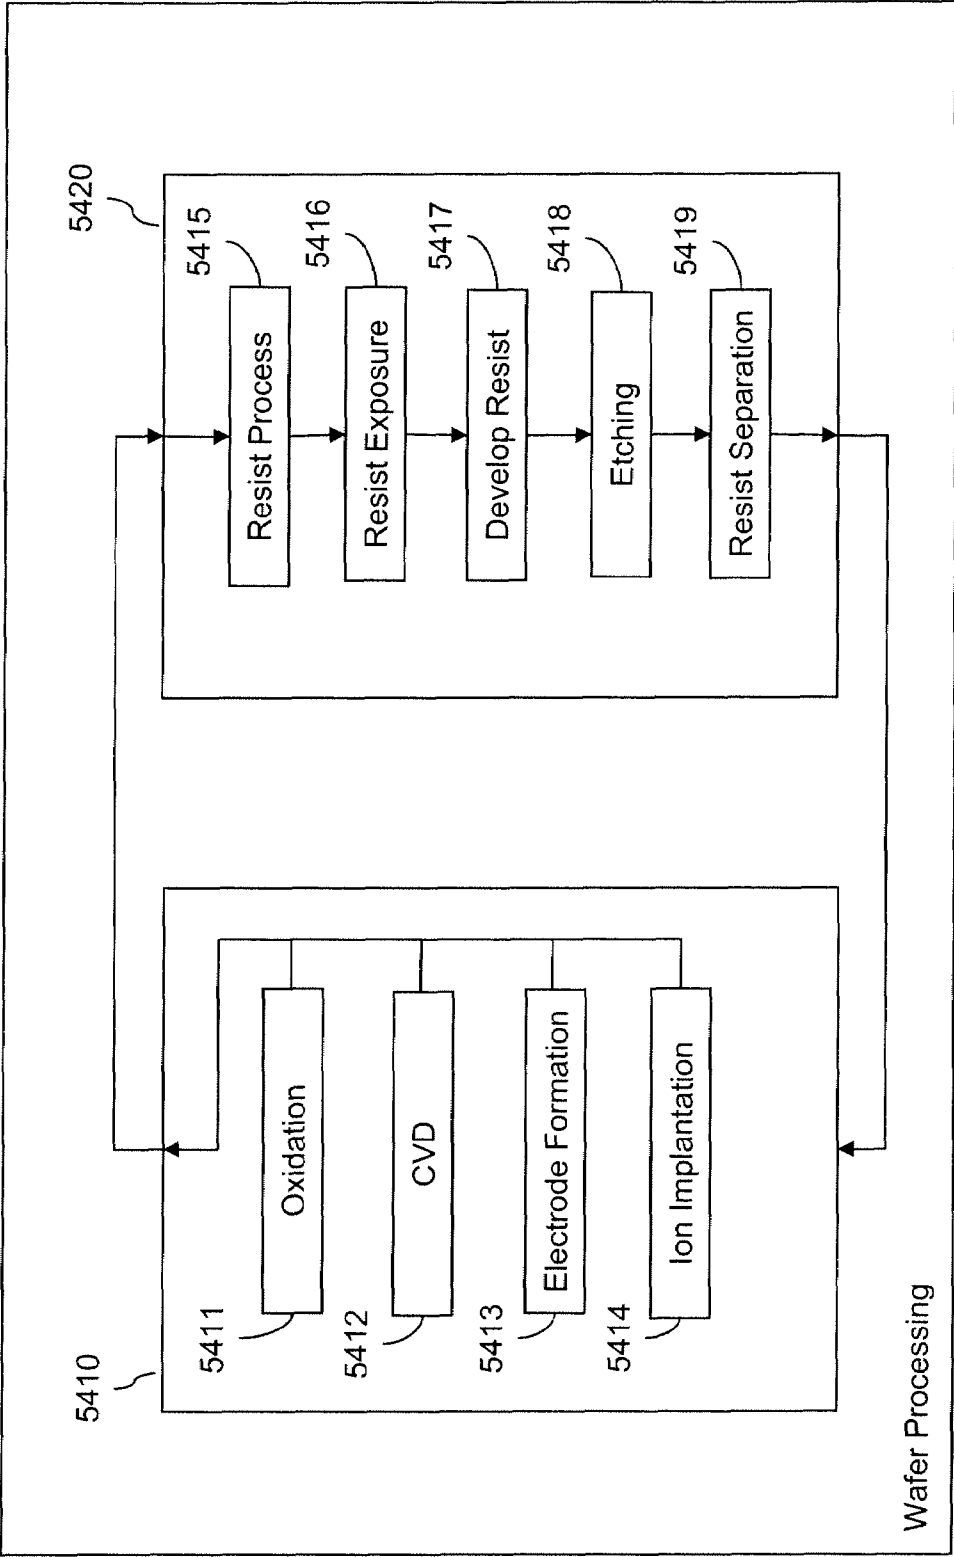 5410
5411
Oxidation
5412
CVD
5413
Electrode Formation
5414
Ion Implantation
5420
5415
Resist Process
5416
Resist Exposure
5417
Develop Resist
5418
Etching
5419
Resist Separation
Wafer Processing